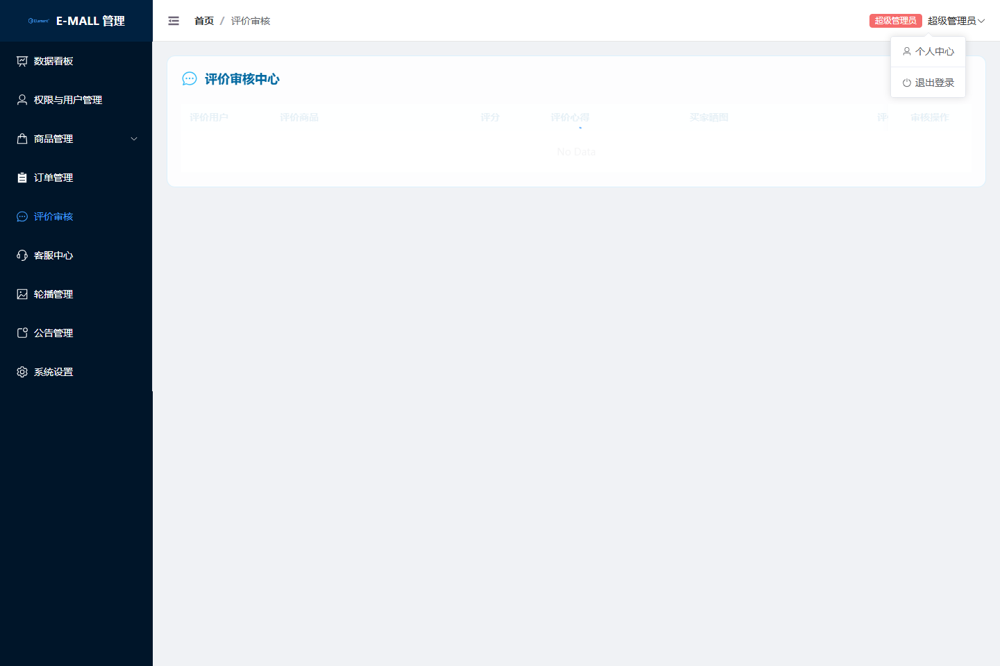 E-MALL 管理
数据看板
权限与用户管理
商品管理
订单管理
评价审核
客服中心
轮播管理
公告管理
系统设置
首页 / 评价审核
超级管理员 超级管理员
个人中心
退出登录
评价审核中心
评价用户 评价商品 评分 评价心得 买家晒图 评 审核操作
No Data